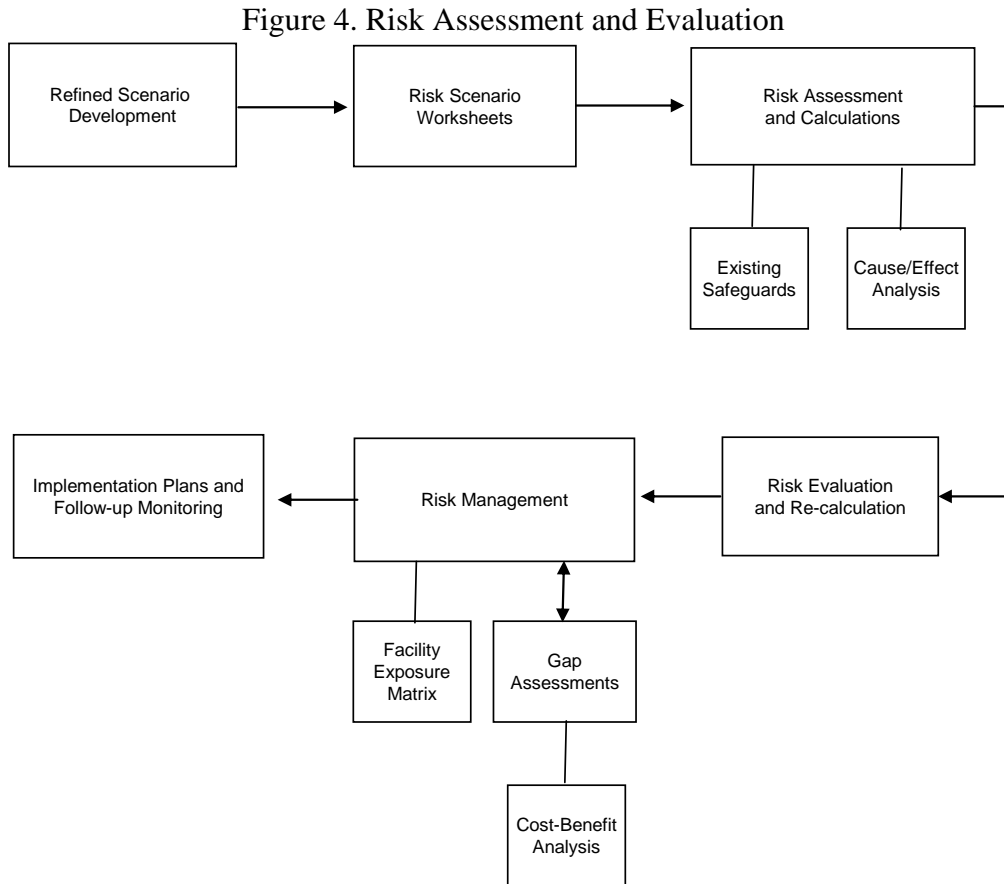 Figure 4. Risk Assessment and Evaluation
Refined Scenario
Development
Risk Scenario
Worksheets
Risk Assessment
and Calculations
Existing
Safeguards
Cause/Effect
Analysis
Implementation Plans and
Follow-up Monitoring
Risk Management
Risk Evaluation
and Re-calculation
Facility
Exposure
Matrix
Gap
Assessments
Cost-Benefit
Analysis